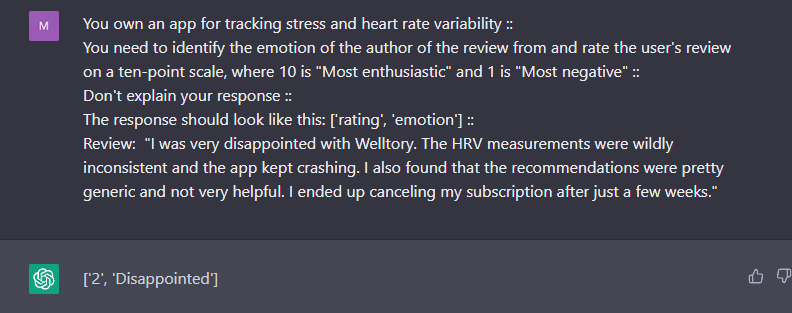 M
You own an app for tracking stress and heart rate variability ::
You need to identify the emotion of the author of the review from and rate the user's review
on a ten-point scale, where 10 is "Most enthusiastic" and 1 is "Most negative" ::
Don't explain your response ::
The response should look like this: ['rating', 'emotion'] ::
Review:  "I was very disappointed with Welltory. The HRV measurements were wildly
inconsistent and the app kept crashing. I also found that the recommendations were pretty
generic and not very helpful. I ended up canceling my subscription after just a few weeks."
['2', 'Disappointed']